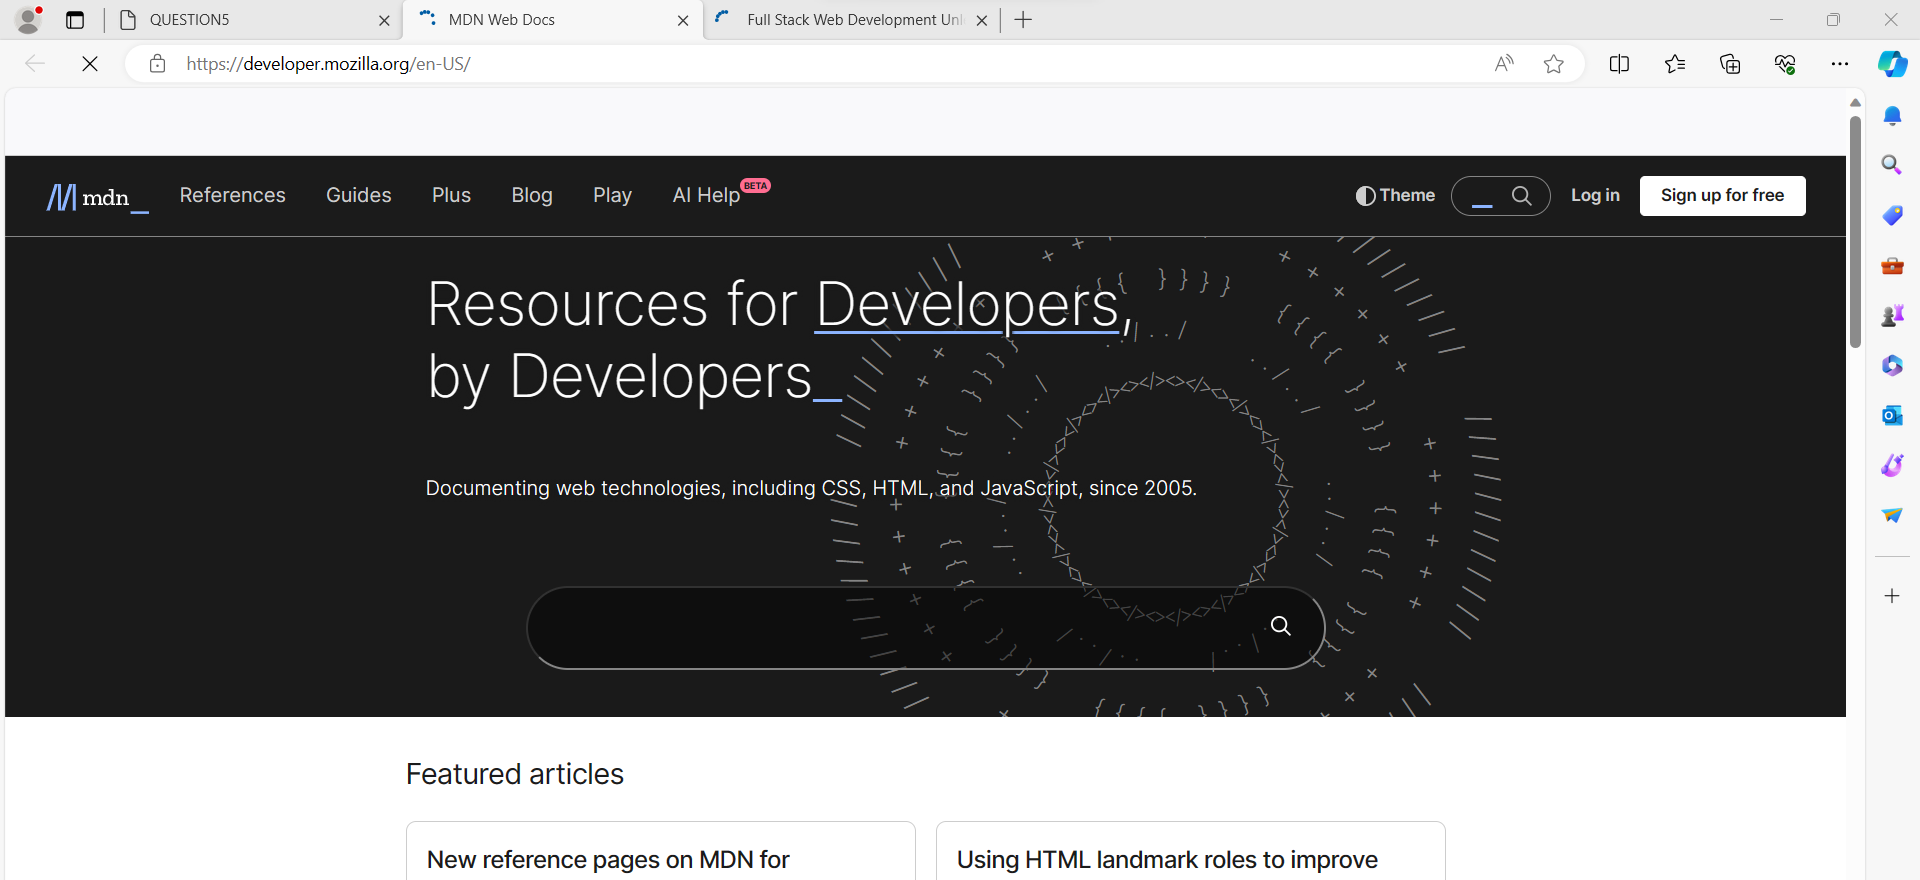 QUESTION5
MDN Web Docs
Full Stack Web Development
https://developer.mozilla.org/en-US/
mdn_
References
Guides
Plus
Blog
Play
AI Help
BETA
Theme
Log in
Sign up for free
Resources for Developers,
by Developers_
Documenting web technologies, including CSS, HTML, and JavaScript, since 2005.
Featured articles
New reference pages on MDN for
Using HTML landmark roles to improve